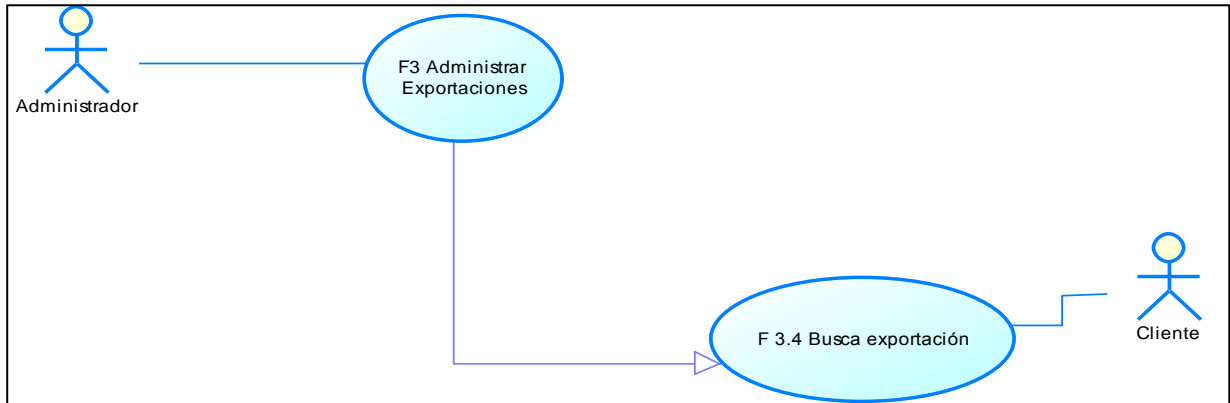 F3 Administrar
Exportaciones
Administrador
F 3.4 Busca exportación
Cliente